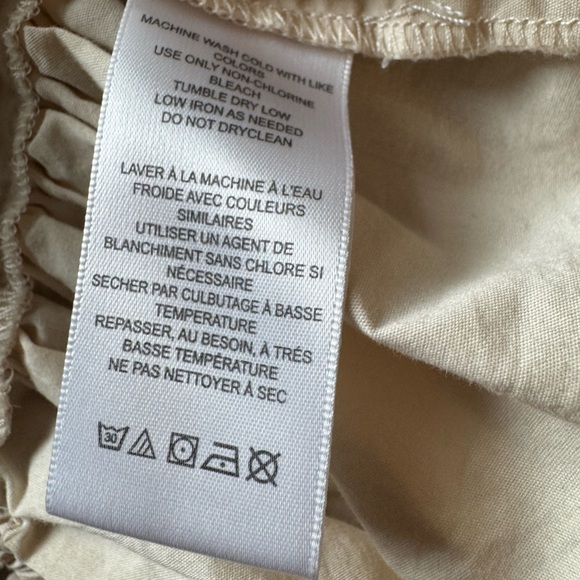 MACHINE WASH COLD WITH LIKE
COLORS
USE ONLY NON-CHLORINE
BLEACH
TUMBLE DRY LOW
LOW IRON AS NEEDED
DO NOT DRYCLEAN
LAVER À LA MACHINE À L'EAU
FROIDE AVEC COULEURS
SIMILAIRES
UTILISER UN AGENT DE
BLANCHIMENT SANS CHLORE SI
NÉCESSAIRE
SECHER PAR CULBUTAGE À BASSE
TEMPERATURE
REPASSER, AU BESOIN, À TRÉS
BASSE TEMPÉRATURE
NE PAS NETTOYER À SEC
30